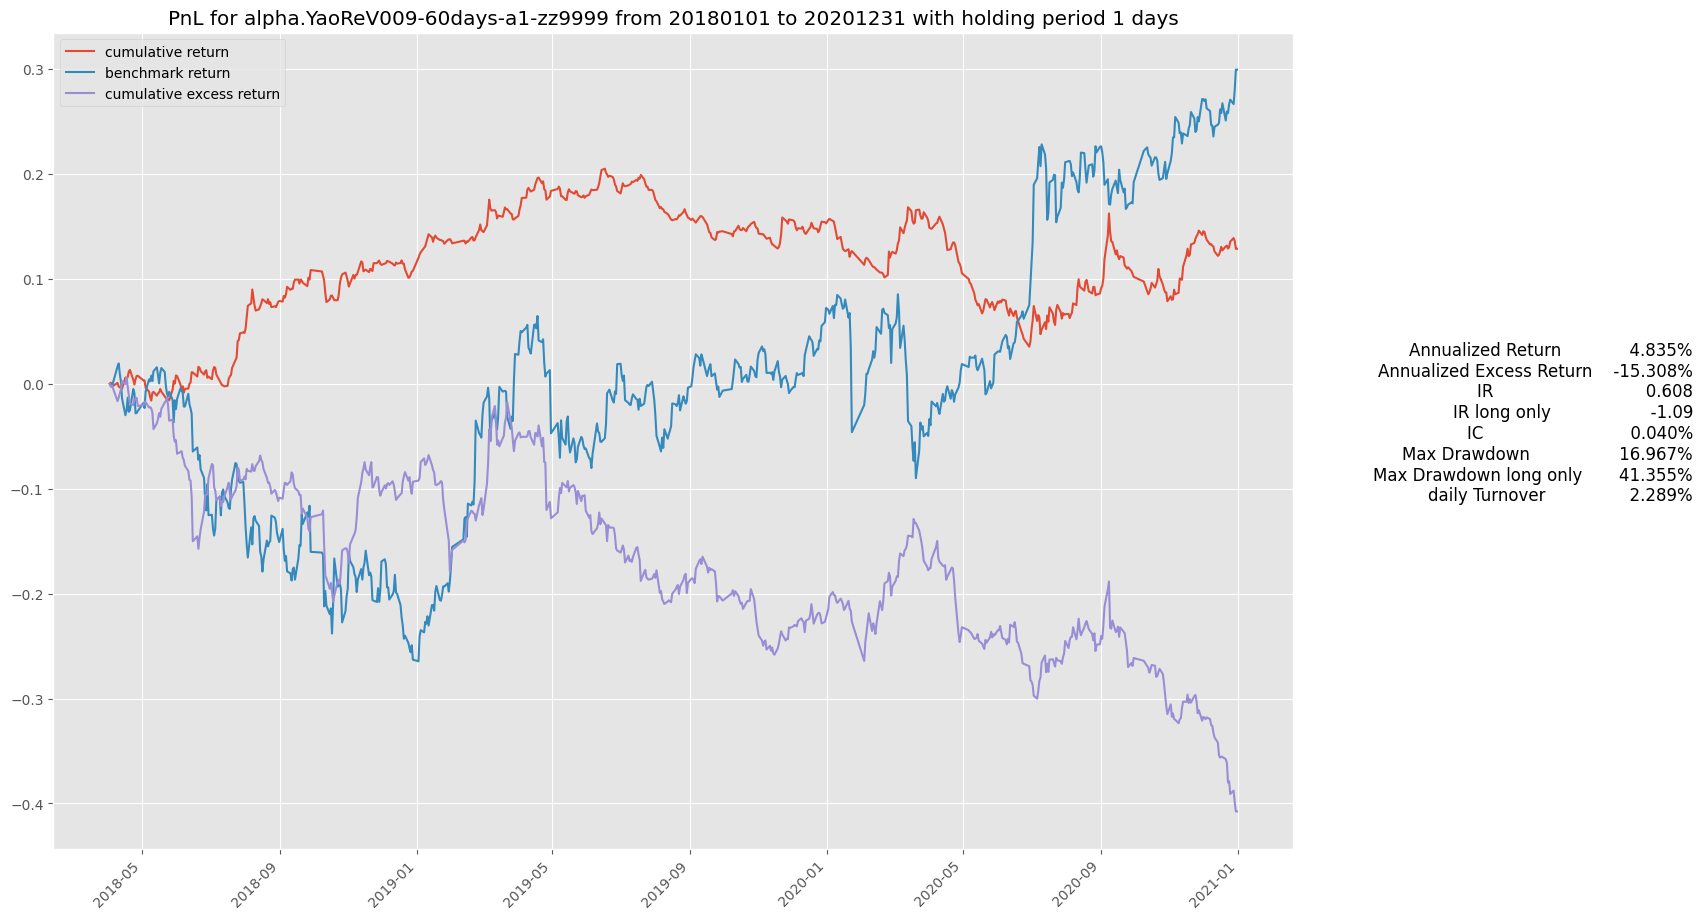 PnL for alpha.YaoReV009-60days-a1-zz9999 from 20180101 to 20201231 with holding period 1 days
cumulative return
benchmark return
cumulative excess return
0.3
0.2
0.1
0.0
−0.1
−0.2
−0.3
−0.4
2018-05
2018-09
2019-01
2019-05
2019-09
2020-01
2020-05
2020-09
2021-01
Annualized Return 4.835%
Annualized Excess Return -15.308%
IR 0.608
IR long only -1.09
IC 0.040%
Max Drawdown 16.967%
Max Drawdown long only 41.355%
daily Turnover 2.289%